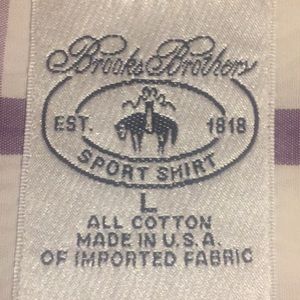 Brooks Brothers
EST. 1818
SPORT SHIRT
L
ALL COTTON
MADE IN U.S.A.
OF IMPORTED FABRIC